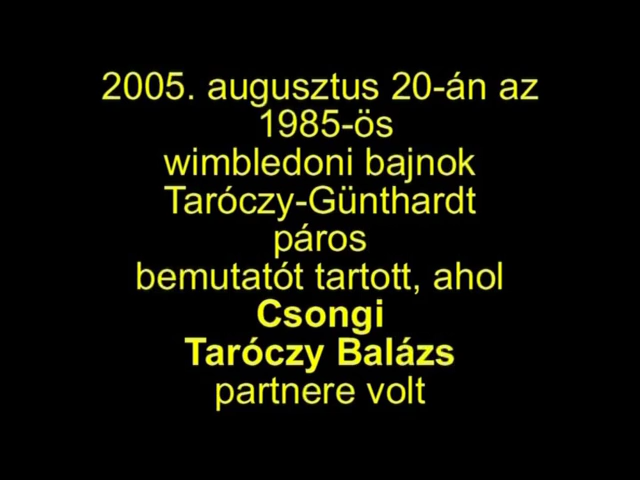 2005. augusztus 20-án az
1985-ös
wimbledoni bajnok
Taróczy-Günthardt
páros
bemutatót tartott, ahol
Csongi
Taróczy Balázs
partnere volt